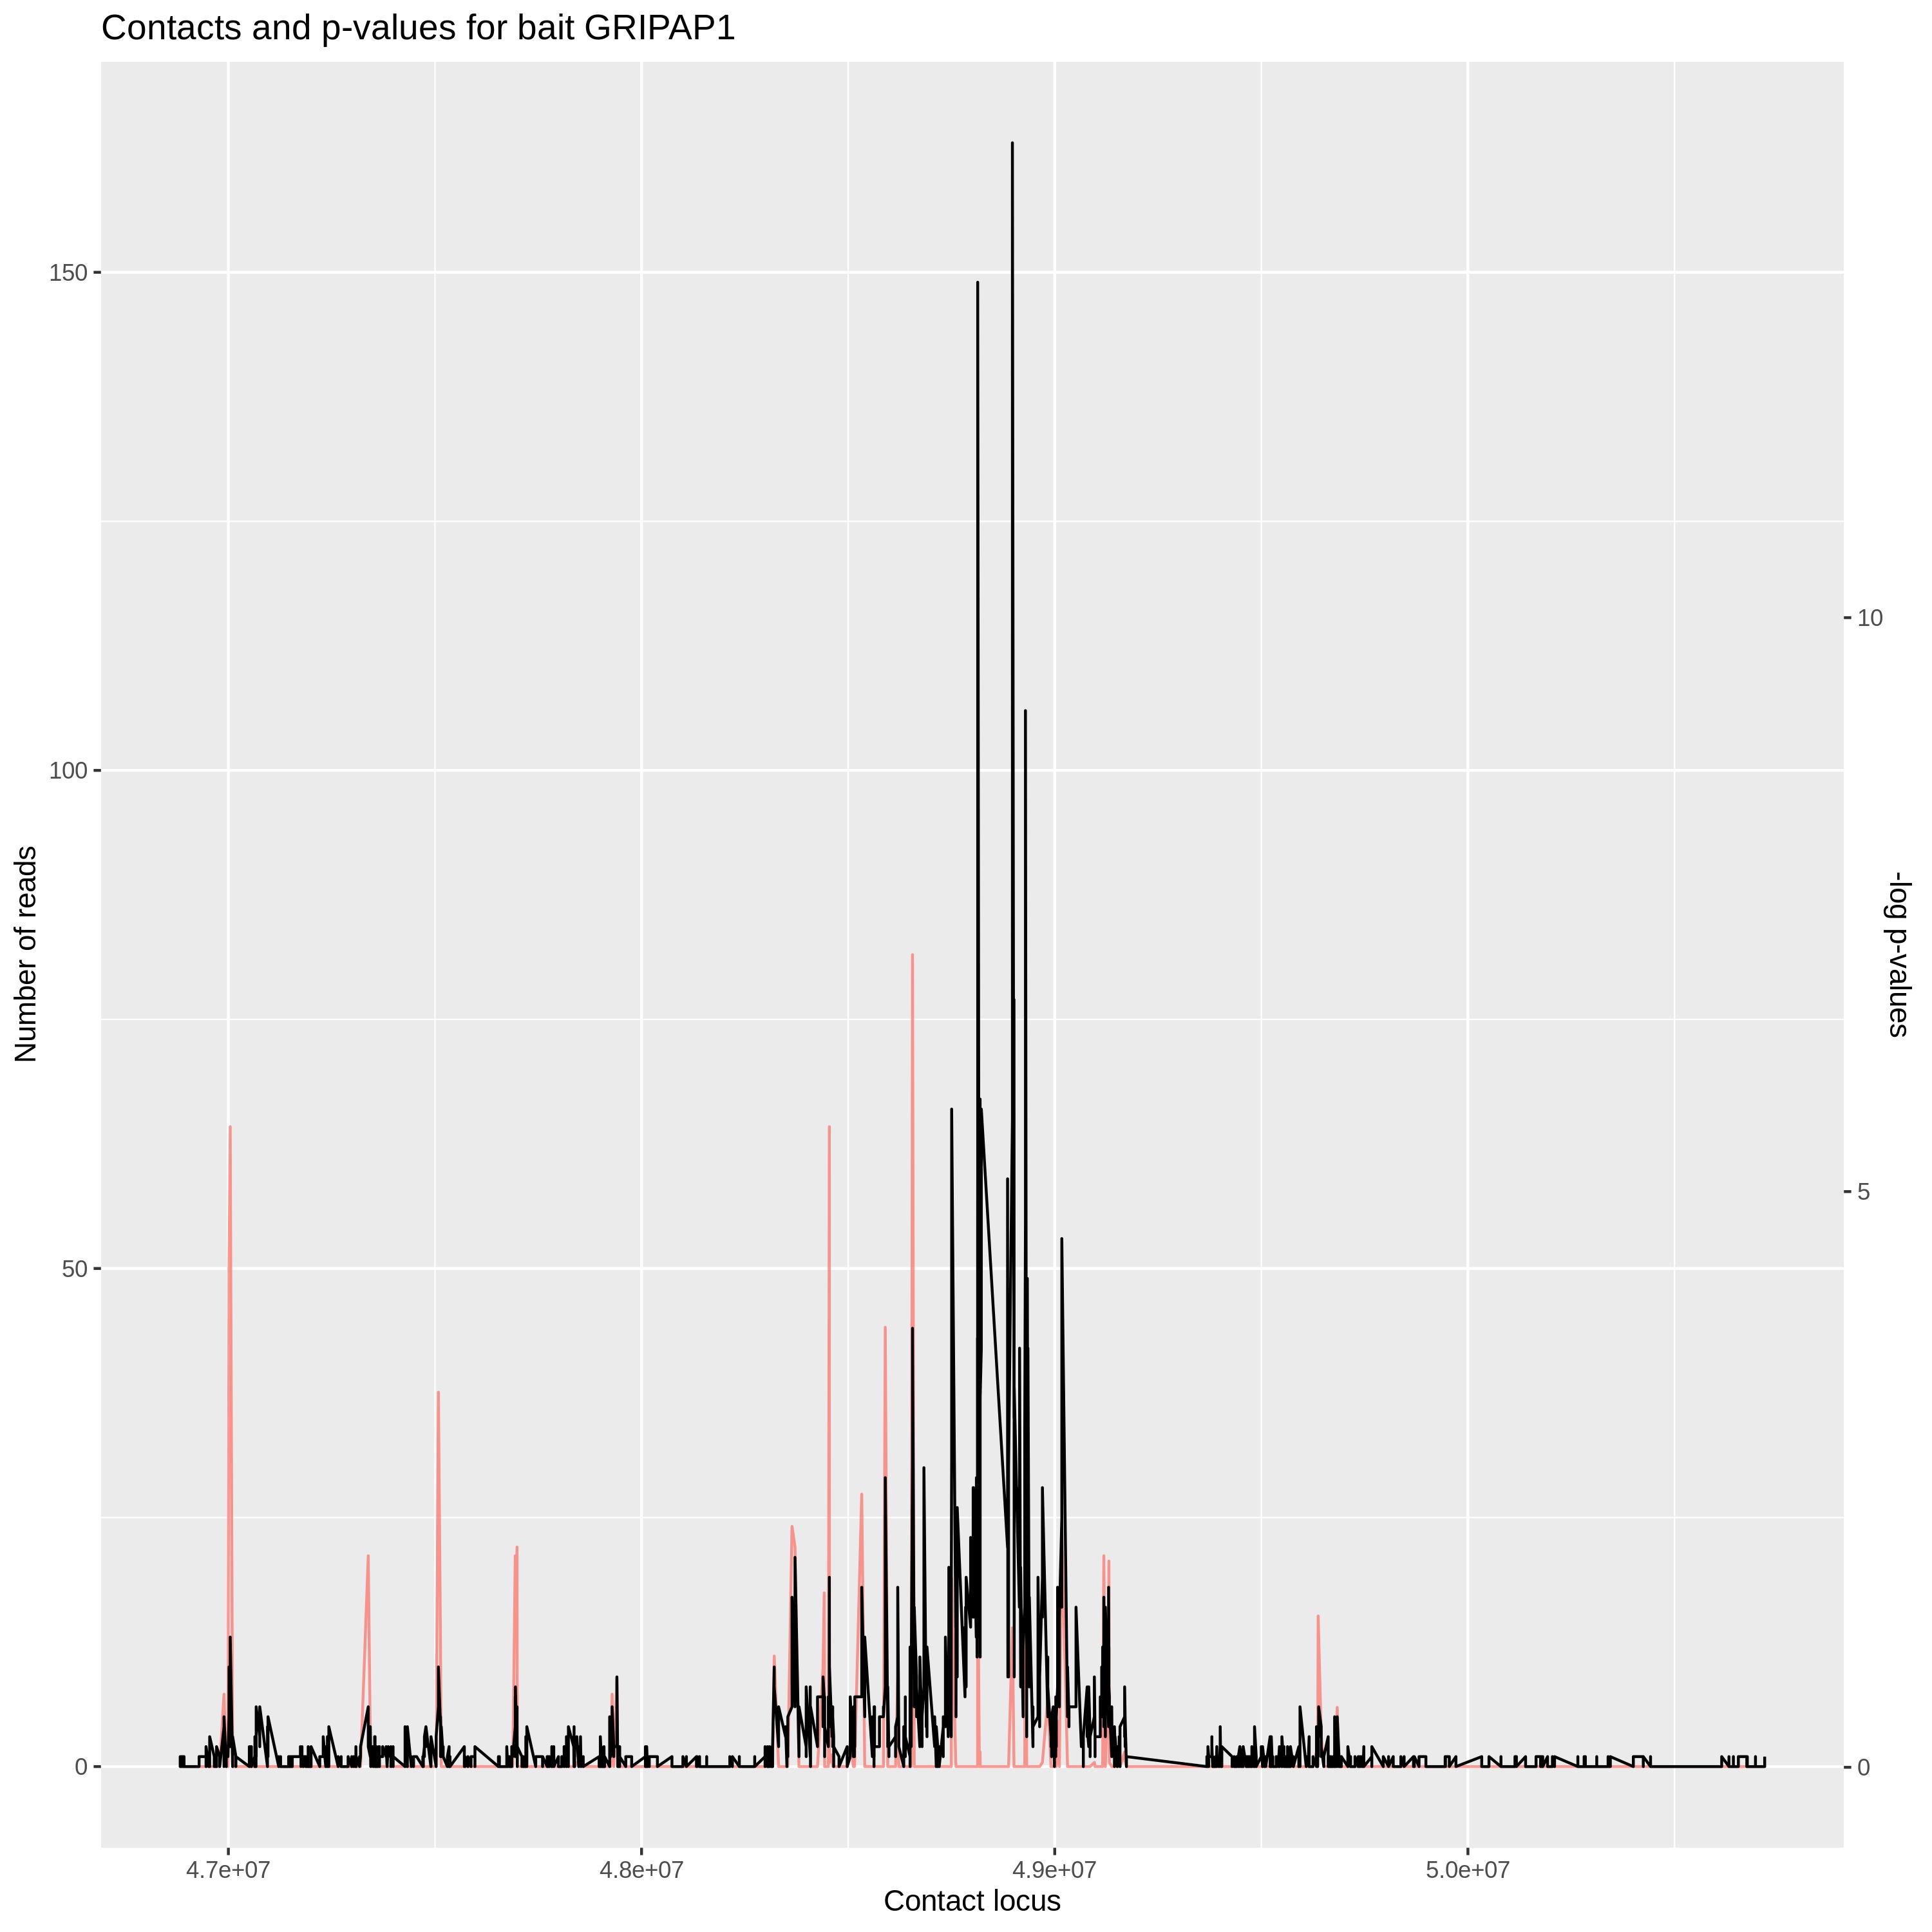 Contacts and p-values for bait GRIPAP1
150
100
50
0
Number of reads
10
5
0
-log p-values
4.7e+07
4.8e+07
4.9e+07
5.0e+07
Contact locus